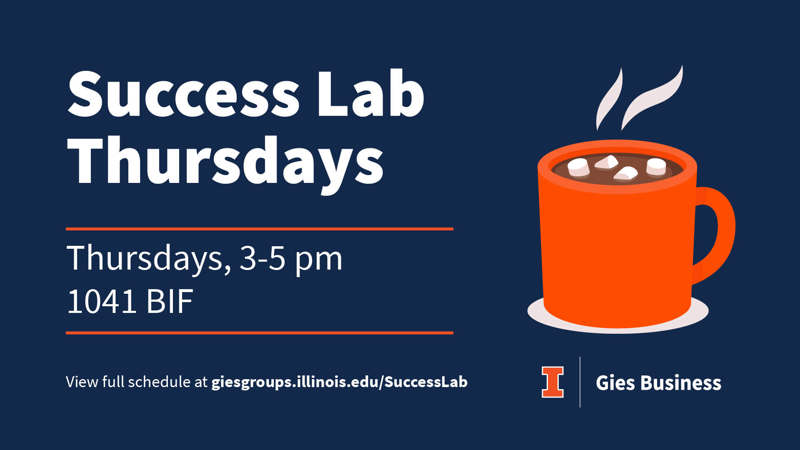 Success Lab
Thursdays
Thursdays, 3-5 pm
1041 BIF
View full schedule at giesgroups.illinois.edu/SuccessLab
I
Gies Business